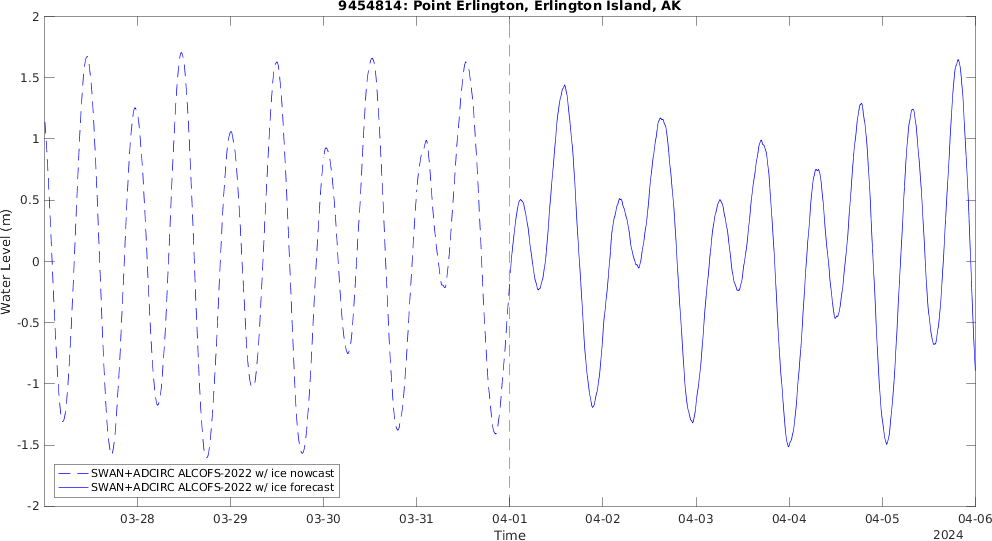 9454814: Point Erlington, Erlington Island, AK
2
1.5
1
0.5
0
-0.5
-1
-1.5
-2
Water Level (m)
SWAN+ADCIRC ALCOFS-2022 w/ ice nowcast
SWAN+ADCIRC ALCOFS-2022 w/ ice forecast
03-28 03-29 03-30 03-31 04-01 04-02 04-03 04-04 04-05 04-06
Time
2024